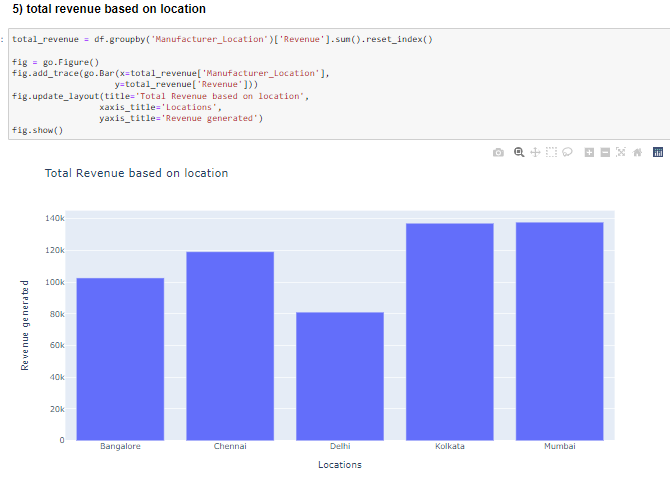 5) total revenue based on location
: total_revenue = df.groupby('Manufacturer_Location')['Revenue'].sum().reset_index()
fig = go.Figure()
fig.add_trace(go.Bar(x=total_revenue['Manufacturer_Location'],
y=total_revenue['Revenue']))
fig.update_layout(title='Total Revenue based on location',
xaxis_title='Locations',
yaxis_title='Revenue generated')
fig.show()
Total Revenue based on location
Revenue generated
140k
120k
100k
80k
60k
40k
20k
0
Bangalore Chennai Delhi Kolkata Mumbai
Locations